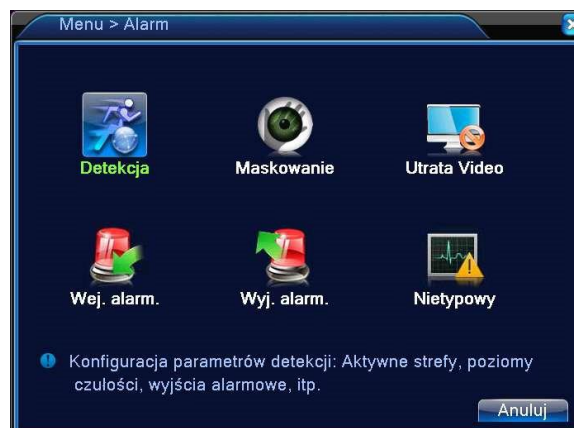 Menu > Alarm
Detekcja
Maskowanie
Utrata Video
Wej. alarm.
Wyj. alarm.
Nietypowy
Konfiguracja parametrów detekcji: Aktywne strefy, poziomy
czułości, wyjścia alarmowe, itp.
Anuluj